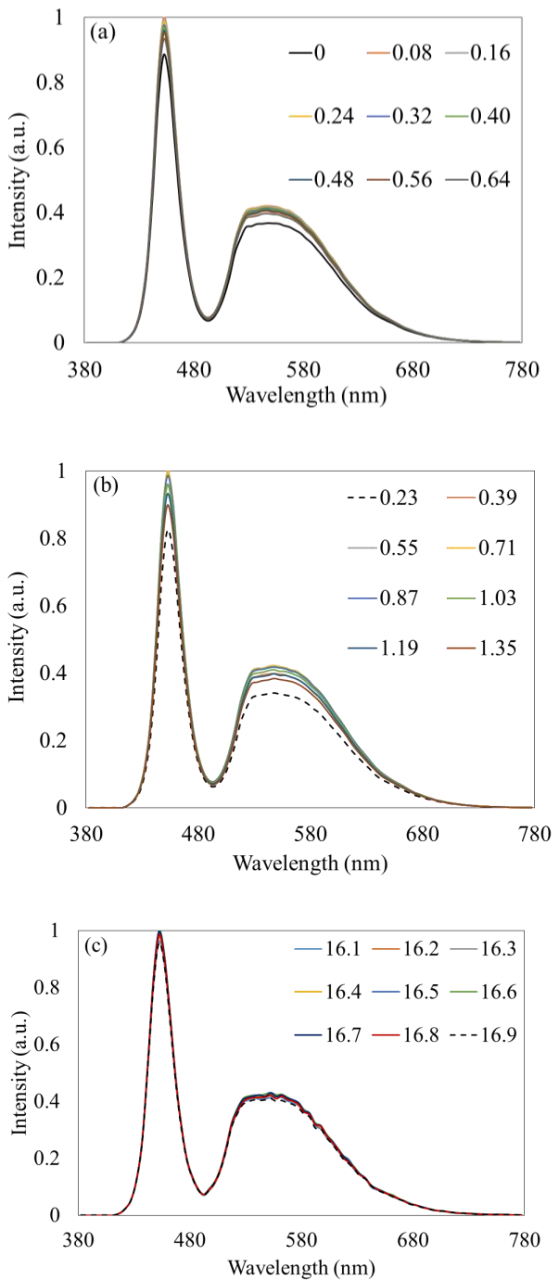 (a)
1
0 0.08 0.16
0.8
0.24 0.32 0.40
0.6
0.48 0.56 0.64
0.4
0.2
0
380 480 580 680 780
Intensity (a.u.)
Wavelength (nm)
(b)
1
0.23 0.39
0.8
0.55 0.71
0.6
0.87 1.03
0.4
1.19 1.35
0.2
0
380 480 580 680 780
Intensity (a.u.)
Wavelength (nm)
(c)
1
16.1 16.2 16.3
0.8
16.4 16.5 16.6
0.6
16.7 16.8 16.9
0.4
0.2
0
380 480 580 680 780
Intensity (a.u.)
Wavelength (nm)